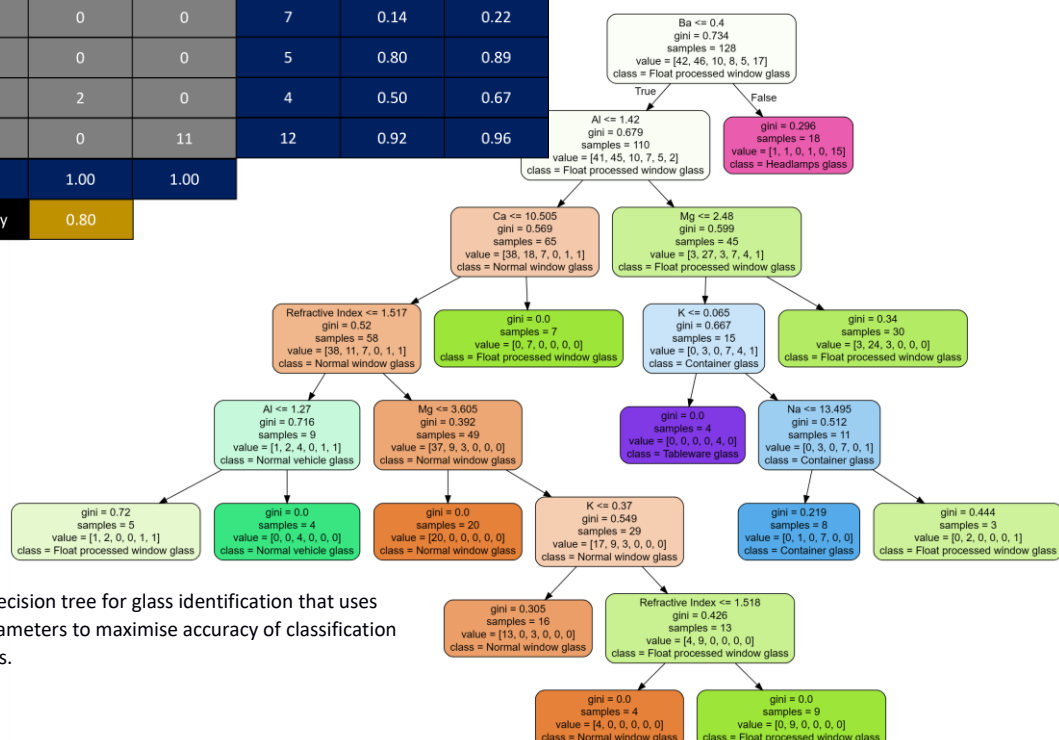 0 0 7 0.14 0.22
0 0 5 0.80 0.89
2 0 4 0.50 0.67
0 11 12 0.92 0.96
1.00 1.00
y 0.80
Ba <= 0.4
gini = 0.734
samples = 128
value = [42, 46, 10, 8, 5, 17]
class = Float processed window glass
True
False
Al <= 1.42
gini = 0.679
samples = 110
value = [41, 45, 10, 7, 5, 2]
class = Float processed window glass
gini = 0.296
samples = 18
value = [1, 1, 0, 1, 0, 15]
class = Headlamps glass
Ca <= 10.505
gini = 0.569
samples = 65
value = [38, 18, 7, 0, 1, 1]
class = Normal window glass
Mg <= 2.48
gini = 0.599
samples = 45
value = [3, 27, 3, 7, 4, 1]
class = Float processed window glass
Refractive Index <= 1.517
gini = 0.52
samples = 58
value = [38, 11, 7, 0, 1, 1]
class = Normal window glass
gini = 0.0
samples = 7
value = [0, 7, 0, 0, 0, 0]
class = Float processed window glass
K <= 0.065
gini = 0.667
samples = 15
value = [0, 3, 0, 7, 4, 1]
class = Container glass
gini = 0.34
samples = 30
value = [3, 24, 3, 0, 0, 0]
class = Float processed window glass
Al <= 1.27
gini = 0.716
samples = 9
value = [1, 2, 4, 0, 1, 1]
class = Normal vehicle glass
Mg <= 3.605
gini = 0.392
samples = 49
value = [37, 9, 3, 0, 0, 0]
class = Normal window glass
gini = 0.0
samples = 4
value = [0, 0, 0, 0, 4, 0]
class = Tableware glass
Na <= 13.495
gini = 0.512
samples = 11
value = [0, 3, 0, 7, 0, 1]
class = Container glass
gini = 0.72
samples = 5
value = [1, 2, 0, 0, 1, 1]
class = Float processed window glass
gini = 0.0
samples = 4
value = [0, 0, 4, 0, 0, 0]
class = Normal vehicle glass
gini = 0.0
samples = 20
value = [20, 0, 0, 0, 0, 0]
class = Normal window glass
K <= 0.37
gini = 0.549
samples = 29
value = [17, 9, 3, 0, 0, 0]
class = Normal window glass
gini = 0.219
samples = 8
value = [0, 1, 0, 7, 0, 0]
class = Container glass
gini = 0.444
samples = 3
value = [0, 2, 0, 0, 0, 1]
class = Float processed window glass
ecision tree for glass identification that uses
ameters to maximise accuracy of classification
s.
gini = 0.305
samples = 16
value = [13, 0, 3, 0, 0, 0]
class = Normal window glass
Refractive Index <= 1.518
gini = 0.426
samples = 13
value = [4, 9, 0, 0, 0, 0]
class = Float processed window glass
gini = 0.0
samples = 4
value = [4, 0, 0, 0, 0, 0]
class = Normal window glass
gini = 0.0
samples = 9
value = [0, 9, 0, 0, 0, 0]
class = Float processed window glass